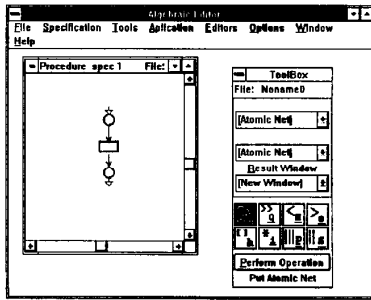 Algebraic Editor
File Specification Tools Aplication Editors Options Window
Help
Procedure spec 1 File:
ToolBox
File: Noname0
[Atomic Net]
[Atomic Net]
Result Window
[New Window]
Perform Operation
Put Atomic Net